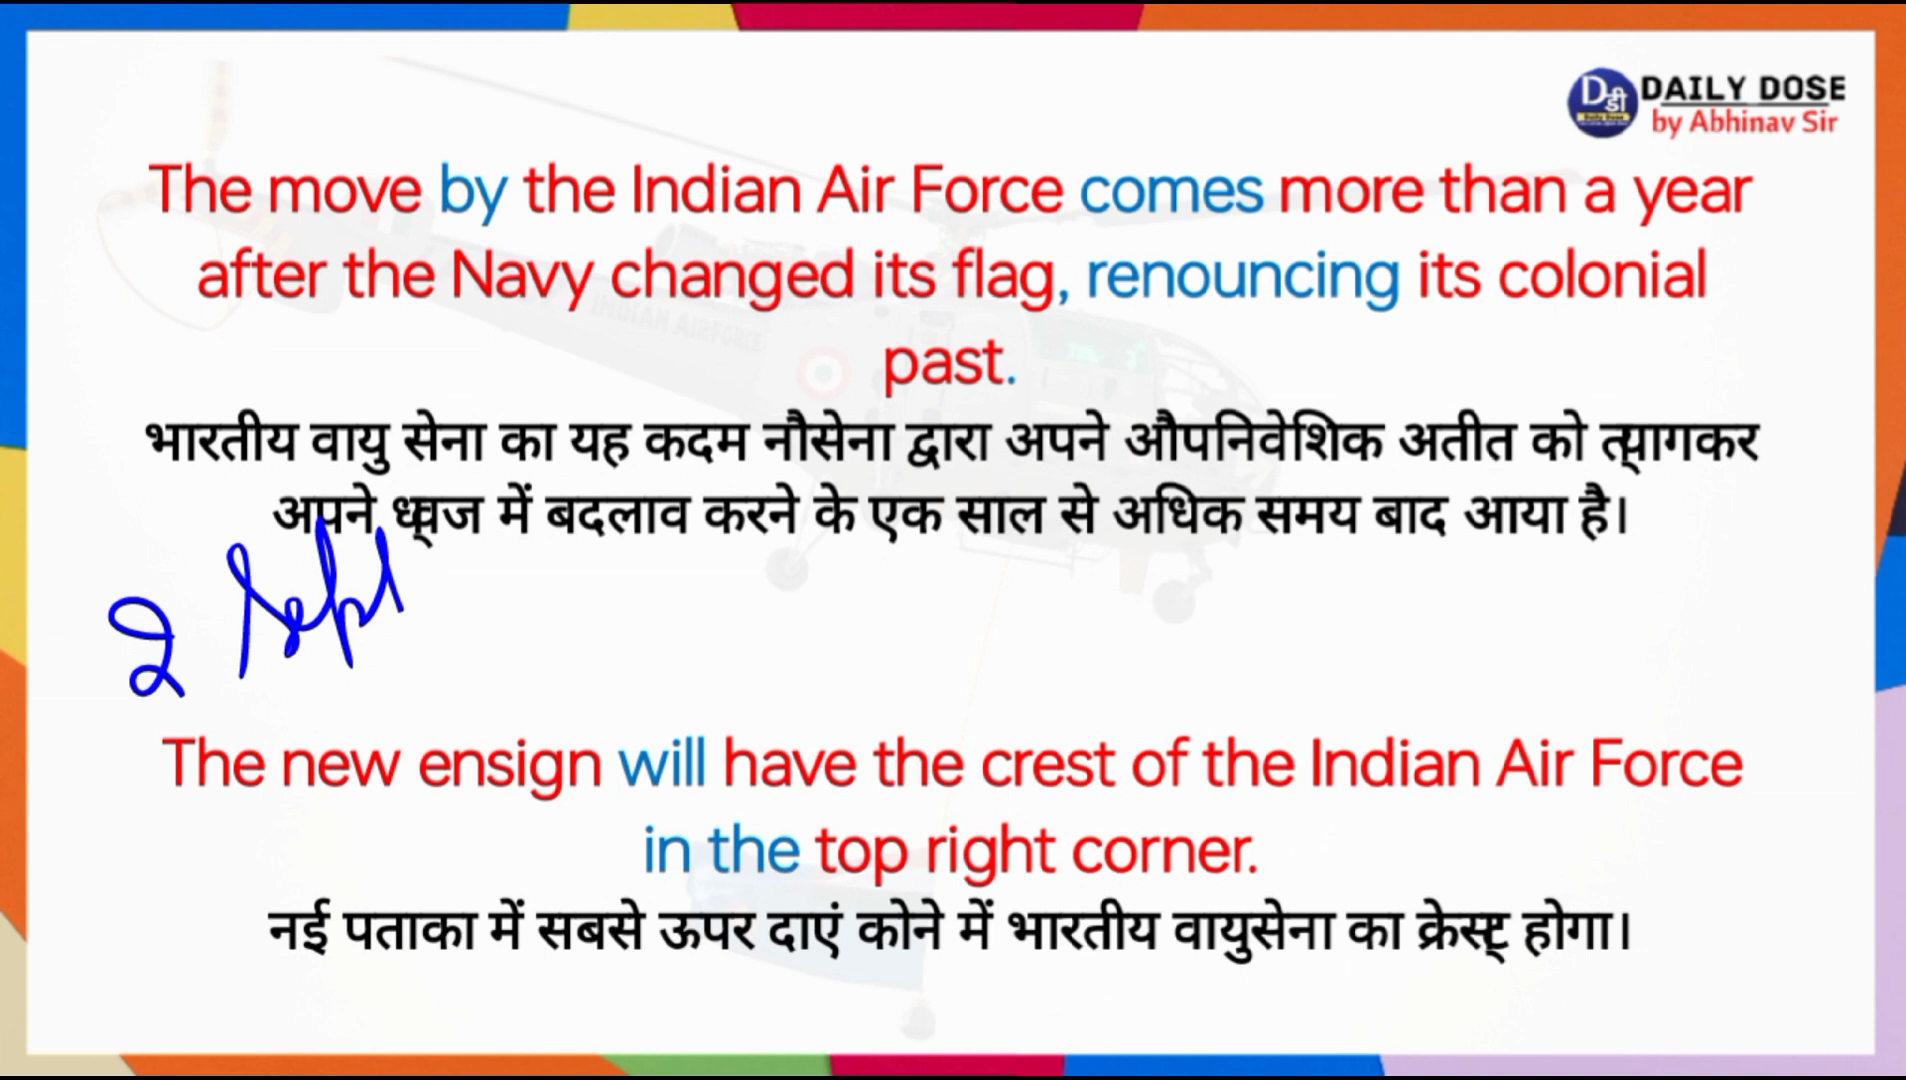 DAILY DOSE
by Abhinav Sir
The move by the Indian Air Force comes more than a year
after the Navy changed its flag, renouncing its colonial
past.
भारतीय वायु सेना का यह कदम नौसेना द्वारा अपने औपनिवेशिक अतीत को त्यागकर
अपने ध्वज में बदलाव करने के एक साल से अधिक समय बाद आया है।
2 Sept
The new ensign will have the crest of the Indian Air Force
in the top right corner.
नई पताका में सबसे ऊपर दाएं कोने में भारतीय वायुसेना का क्रेस्ट होगा।